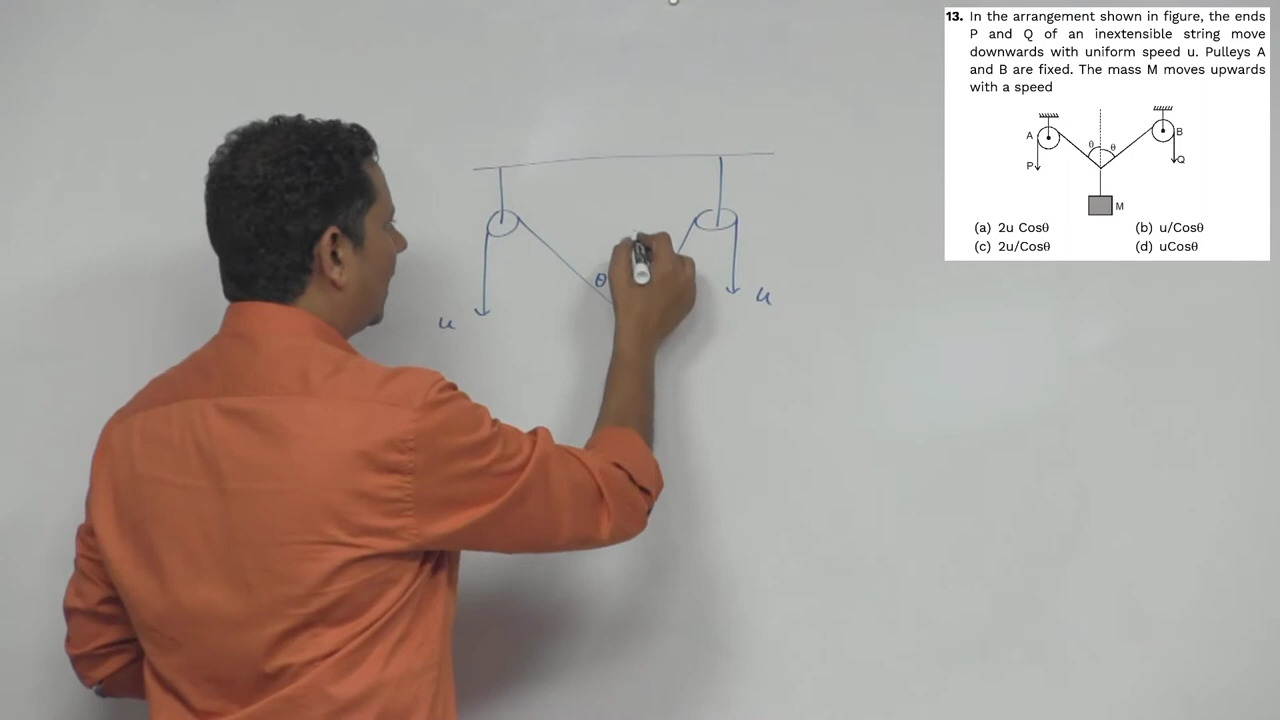 13. In the arrangement shown in figure, the ends
P and Q of an inextensible string move
downwards with uniform speed u. Pulleys A
and B are fixed. The mass M moves upwards
with a speed
A
B
θ θ
P
Q
M
(a) 2u Cosθ (b) u/Cosθ
(c) 2u/Cosθ (d) uCosθ
θ
u
u